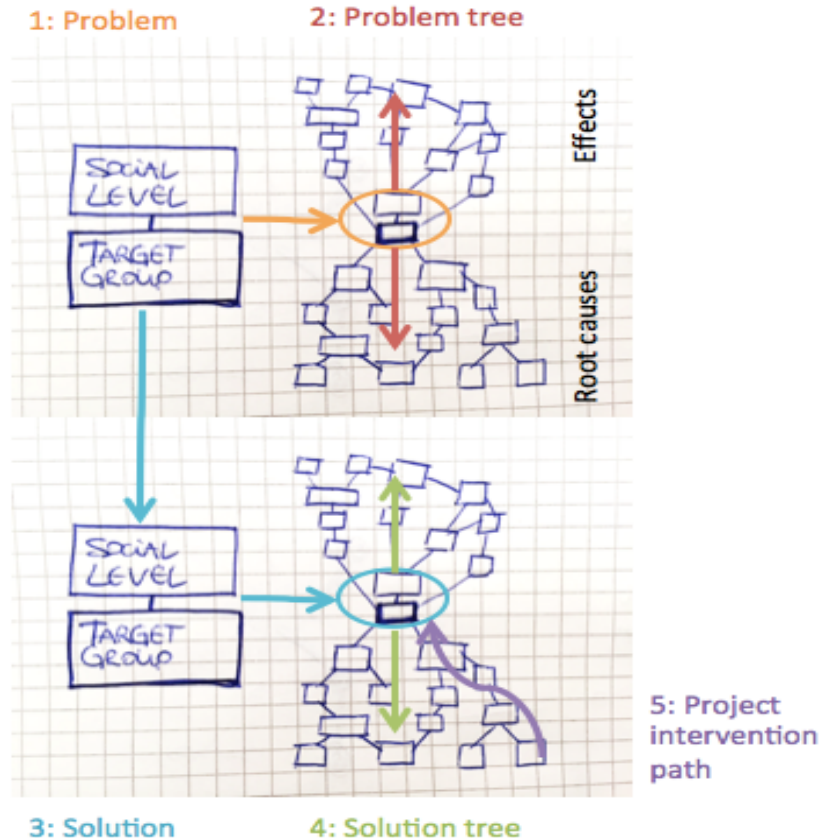 1: Problem
2: Problem tree
SOCIAL
LEVEL
TARGET
GROUP
Effects
Root causes
SOCIAL
LEVEL
TARGET
GROUP
5: Project
intervention
path
3: Solution
4: Solution tree